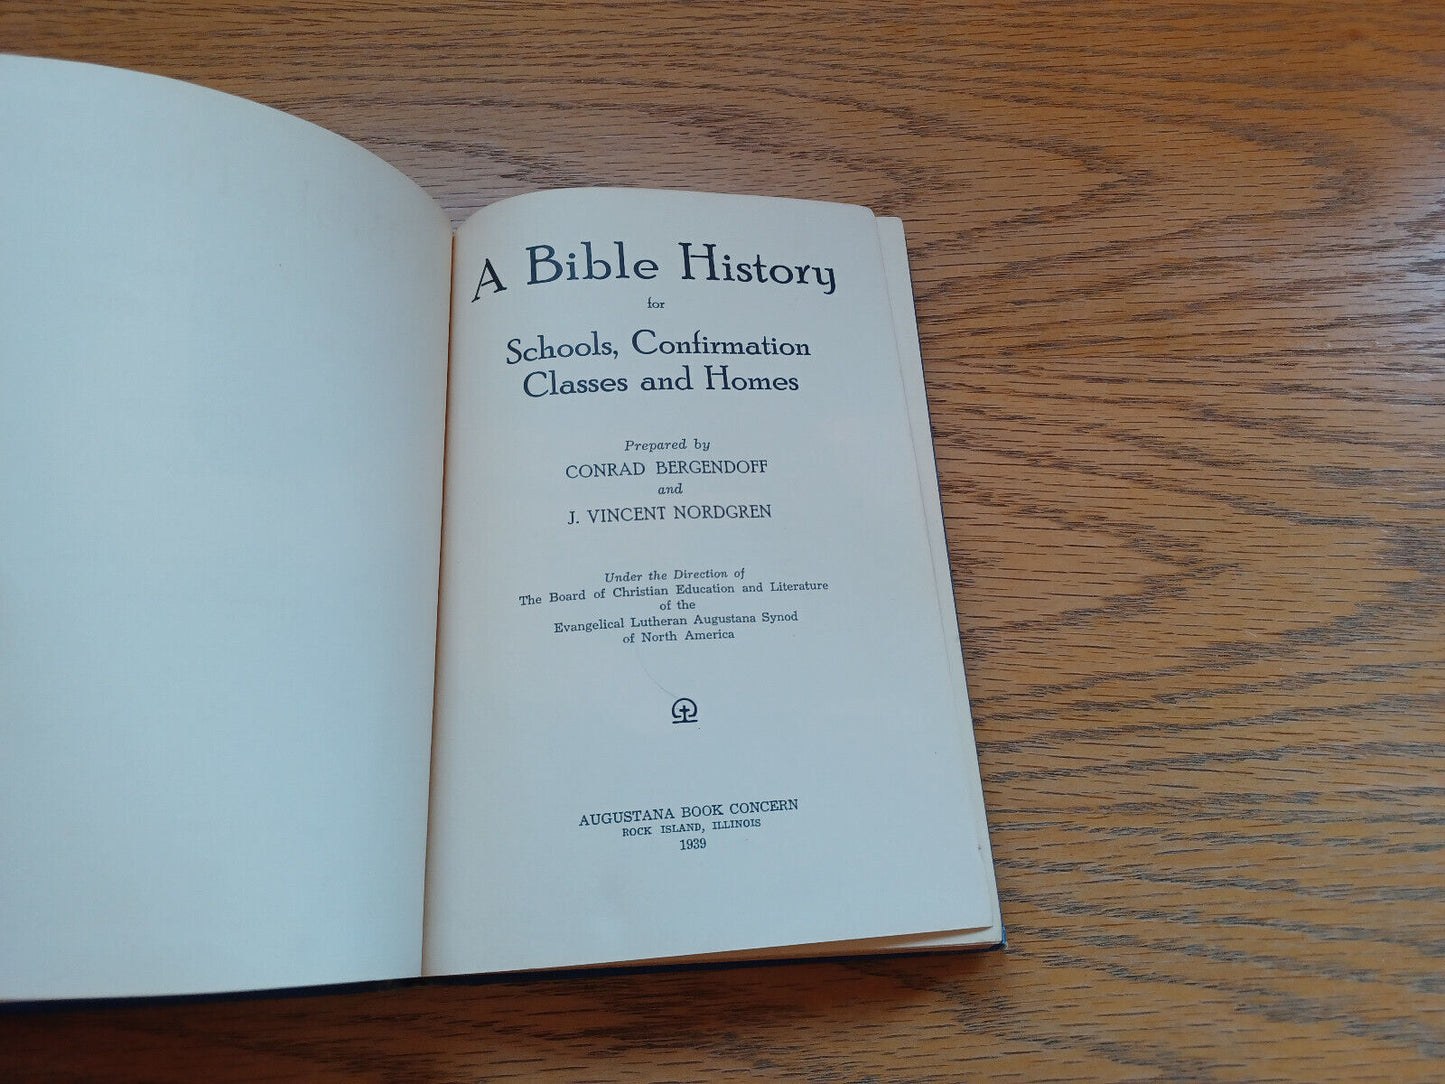 A Bible History
for
Schools, Confirmation
Classes and Homes
Prepared by
CONRAD BERGENDOFF
and
J. VINCENT NORDGREN
Under the Direction of
The Board of Christian Education and Literature
of the
Evangelical Lutheran Augustana Synod
of North America
AUGUSTANA BOOK CONCERN
ROCK ISLAND, ILLINOIS
1939